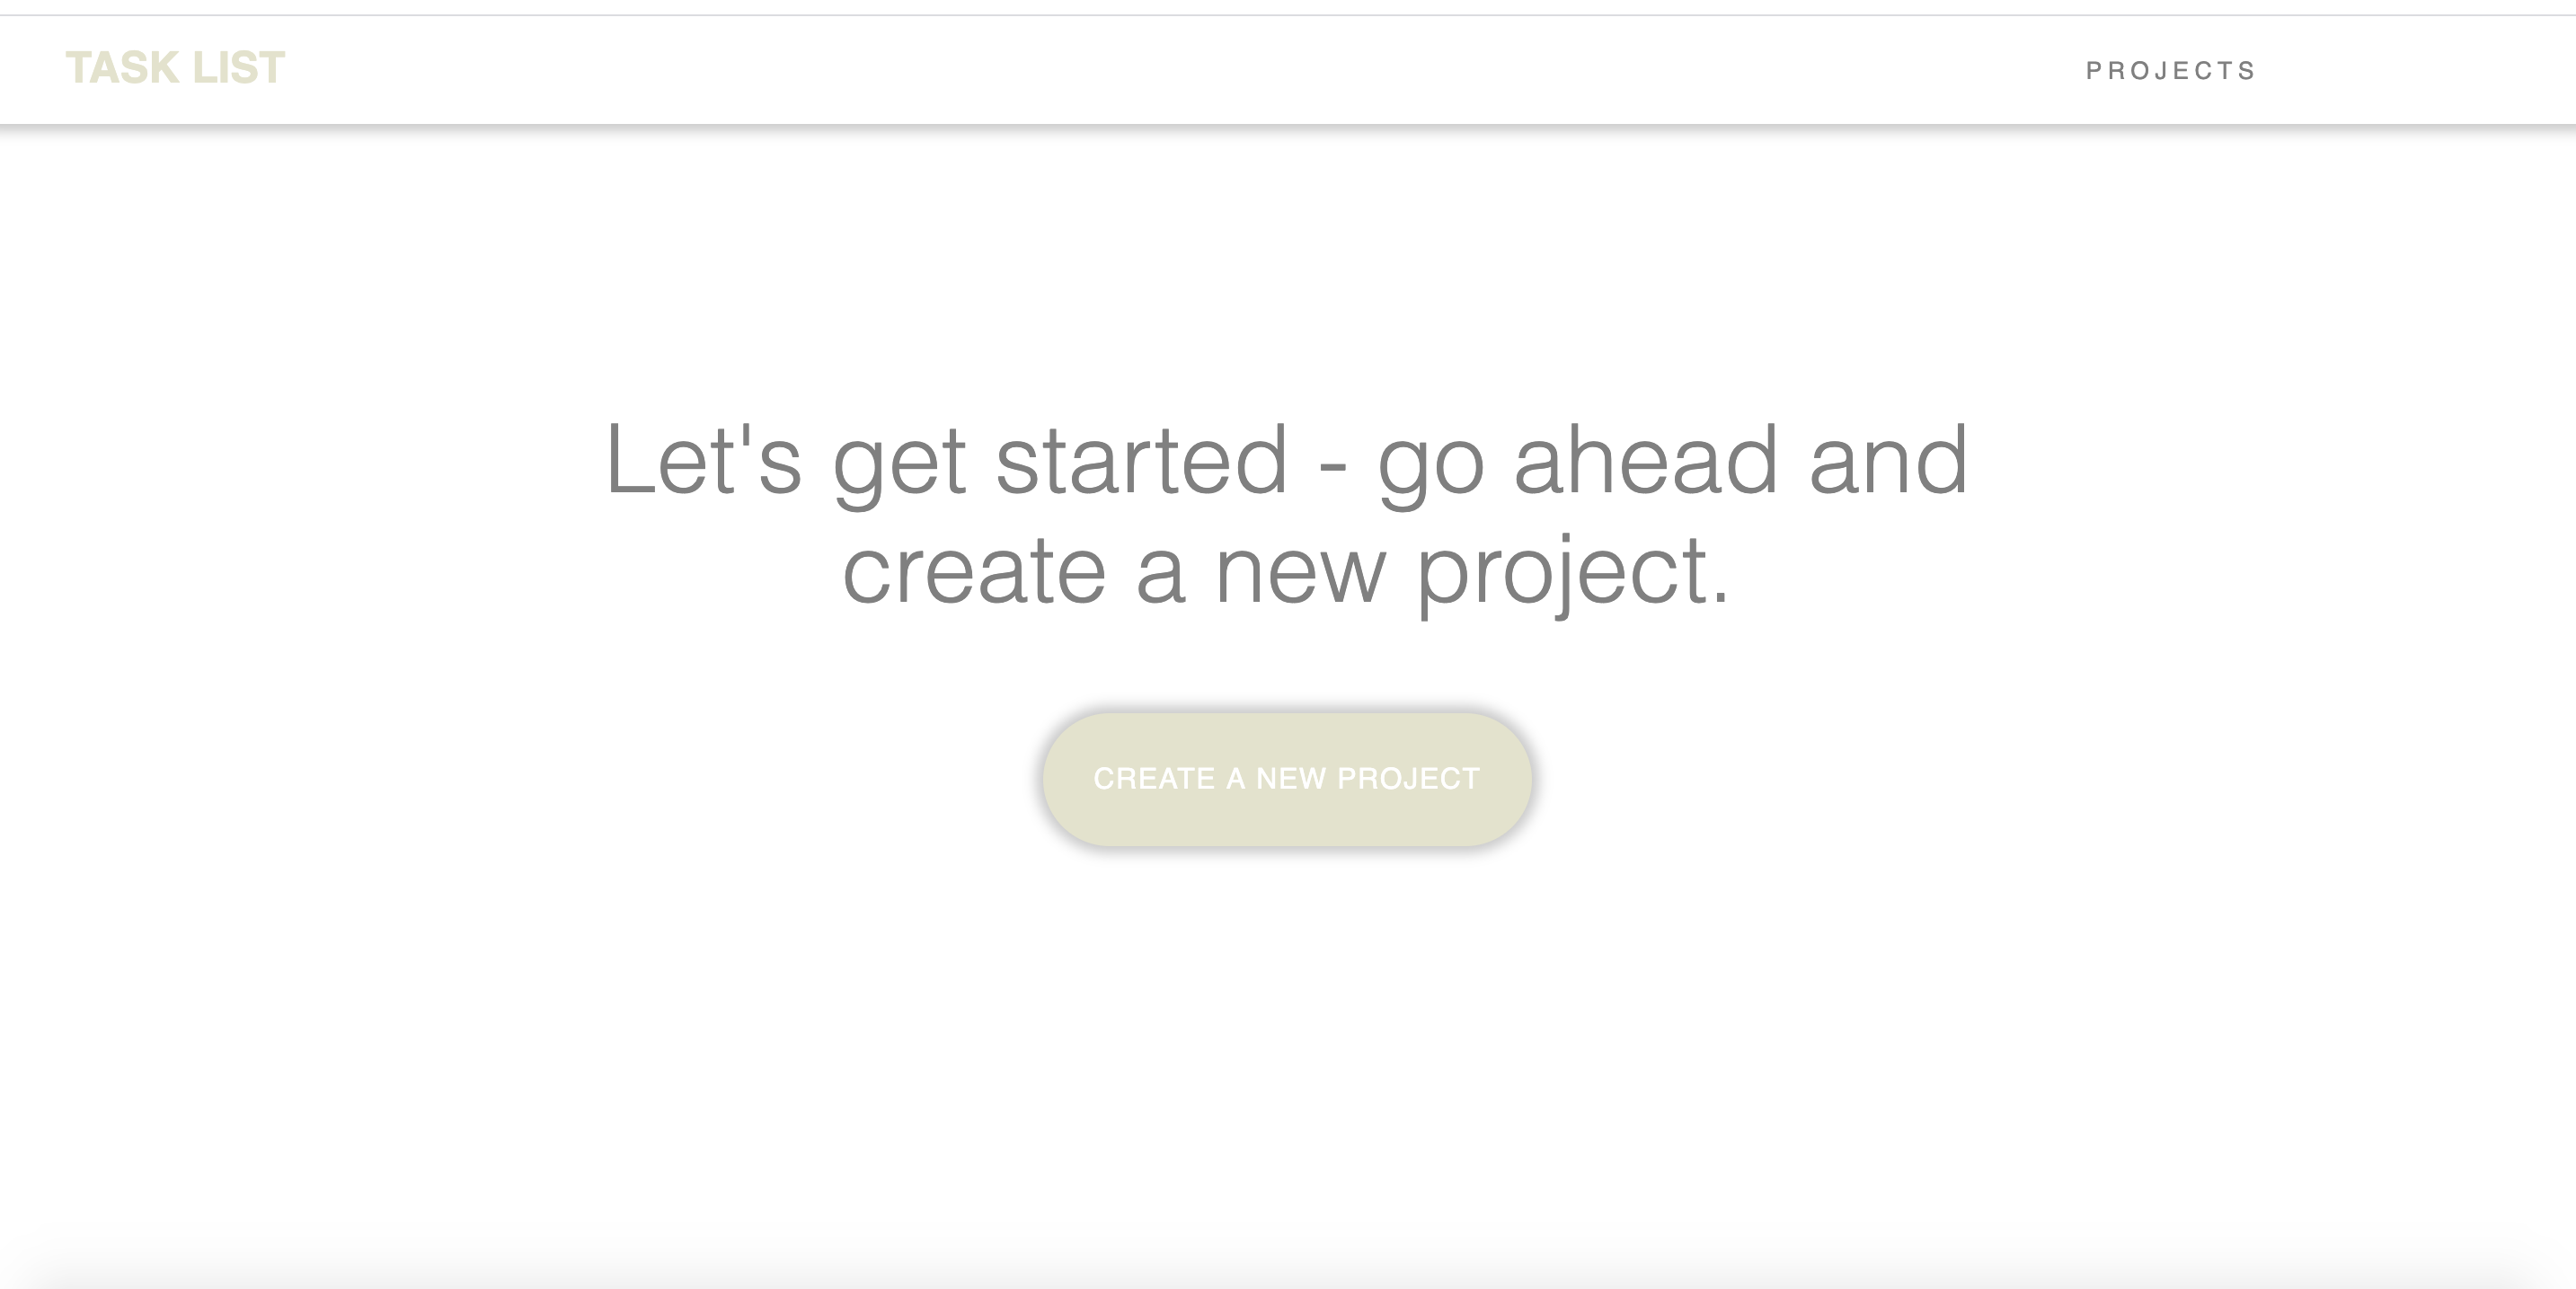 TASK LIST
PROJECTS
Let's get started - go ahead and
create a new project.
CREATE A NEW PROJECT